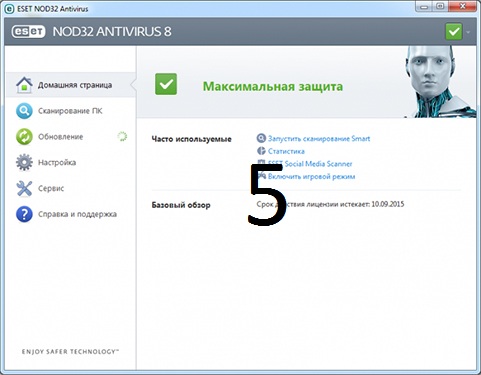 ESET NOD32 Antivirus
eset NOD32 ANTIVIRUS 8
Домашняя страница
Сканирование ПК
Обновление
Настройка
Сервис
Справка и поддержка
Максимальная защита
Часто используемые
Запустить сканирование Smart
Статистика
ESET Social Media Scanner
Включить игровой режим
5
Базовый обзор
Срок действия лицензии истекает: 10.09.2015
ENJOY SAFER TECHNOLOGY™